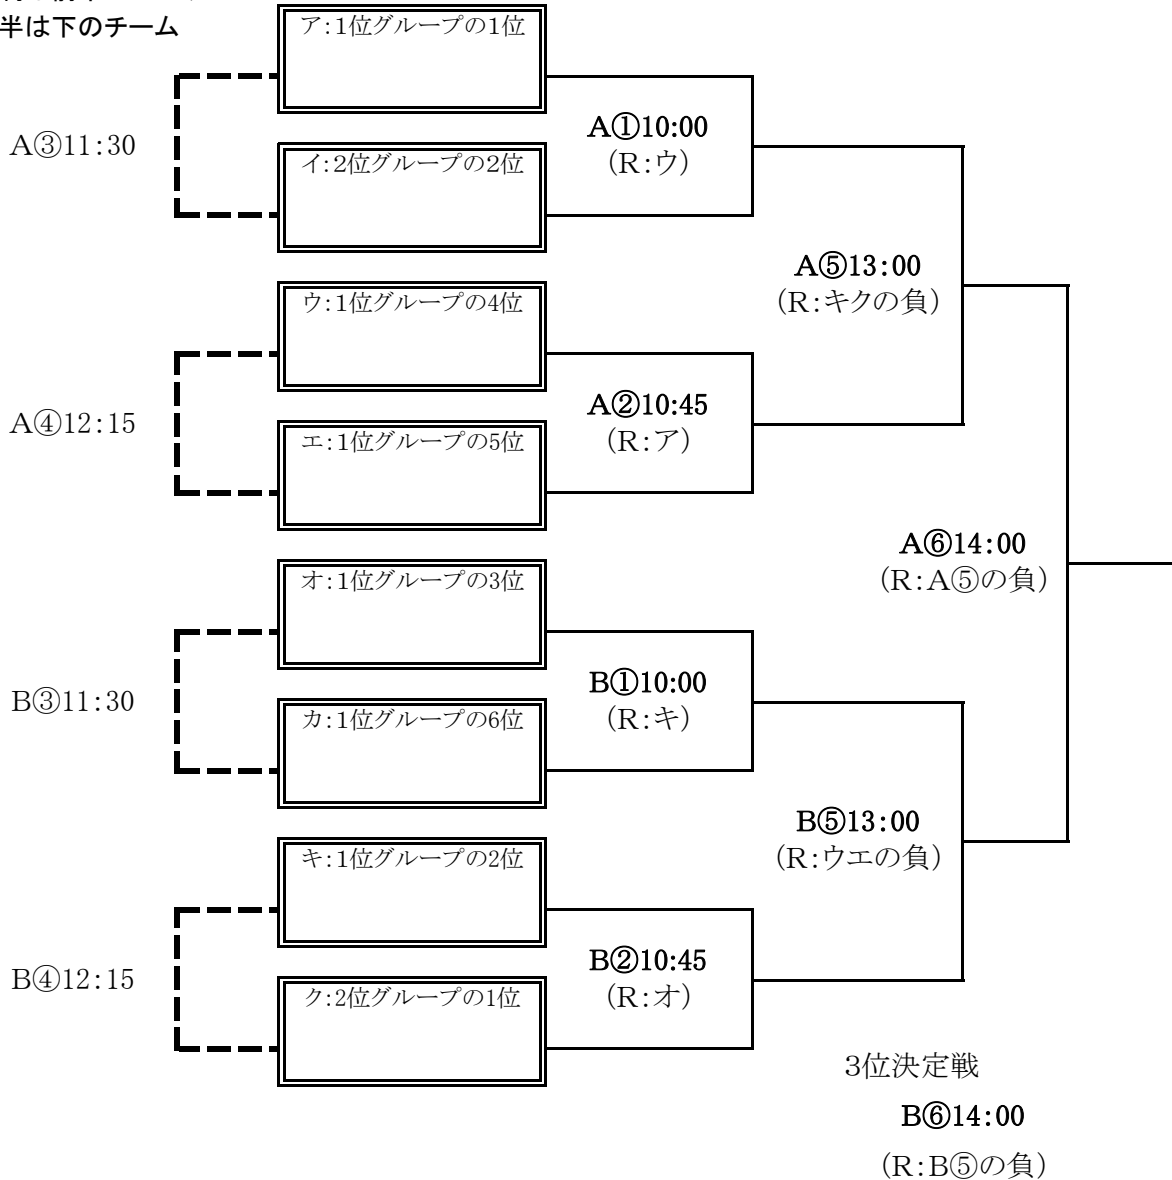 半は下のチーム
ア:1位グループの1位
A①10:00
(R:ウ)
A③11:30
イ:2位グループの2位
A⑤13:00
(R:キクの負)
ウ:1位グループの4位
A②10:45
(R:ア)
A④12:15
エ:1位グループの5位
A⑥14:00
(R:A⑤の負)
オ:1位グループの3位
B①10:00
(R:キ)
B③11:30
カ:1位グループの6位
B⑤13:00
(R:ウエの負)
キ:1位グループの2位
B②10:45
(R:オ)
B④12:15
ク:2位グループの1位
3位決定戦
B⑥14:00
(R:B⑤の負)